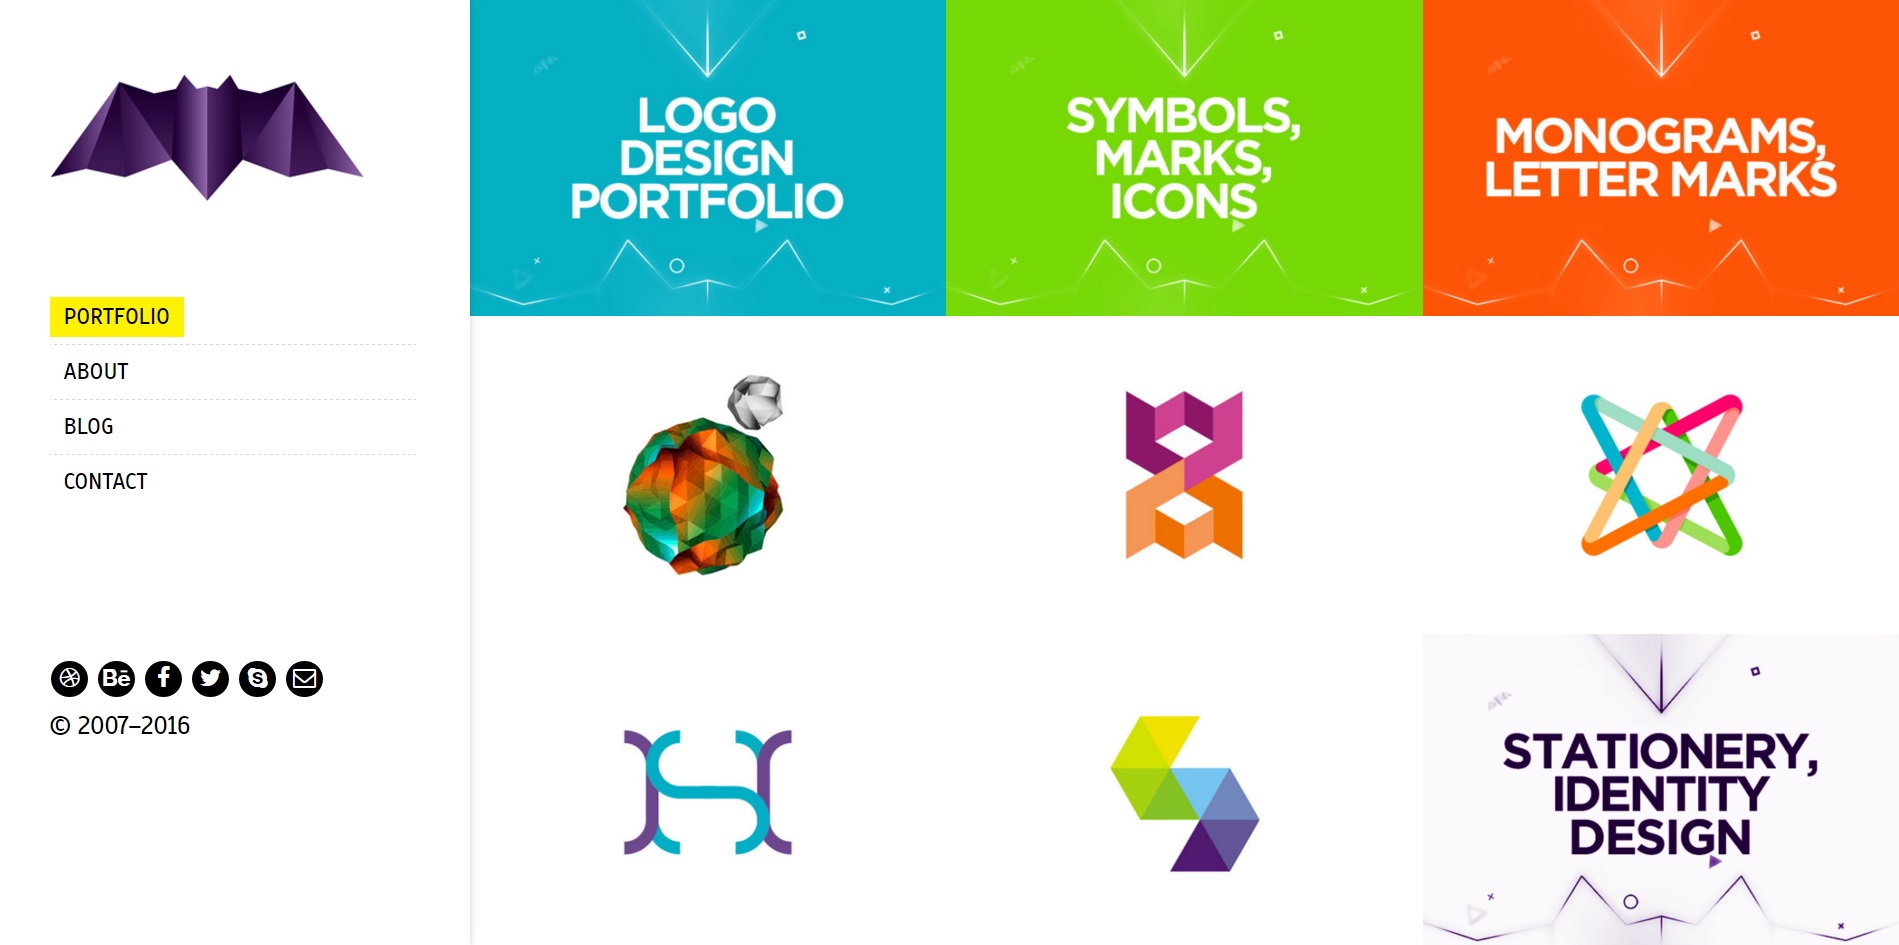 PORTFOLIO
ABOUT
BLOG
CONTACT
Bē
© 2007–2016
LOGO
DESIGN
PORTFOLIO
SYMBOLS,
MARKS,
ICONS
MONOGRAMS,
LETTER MARKS
STATIONERY,
IDENTITY
DESIGN